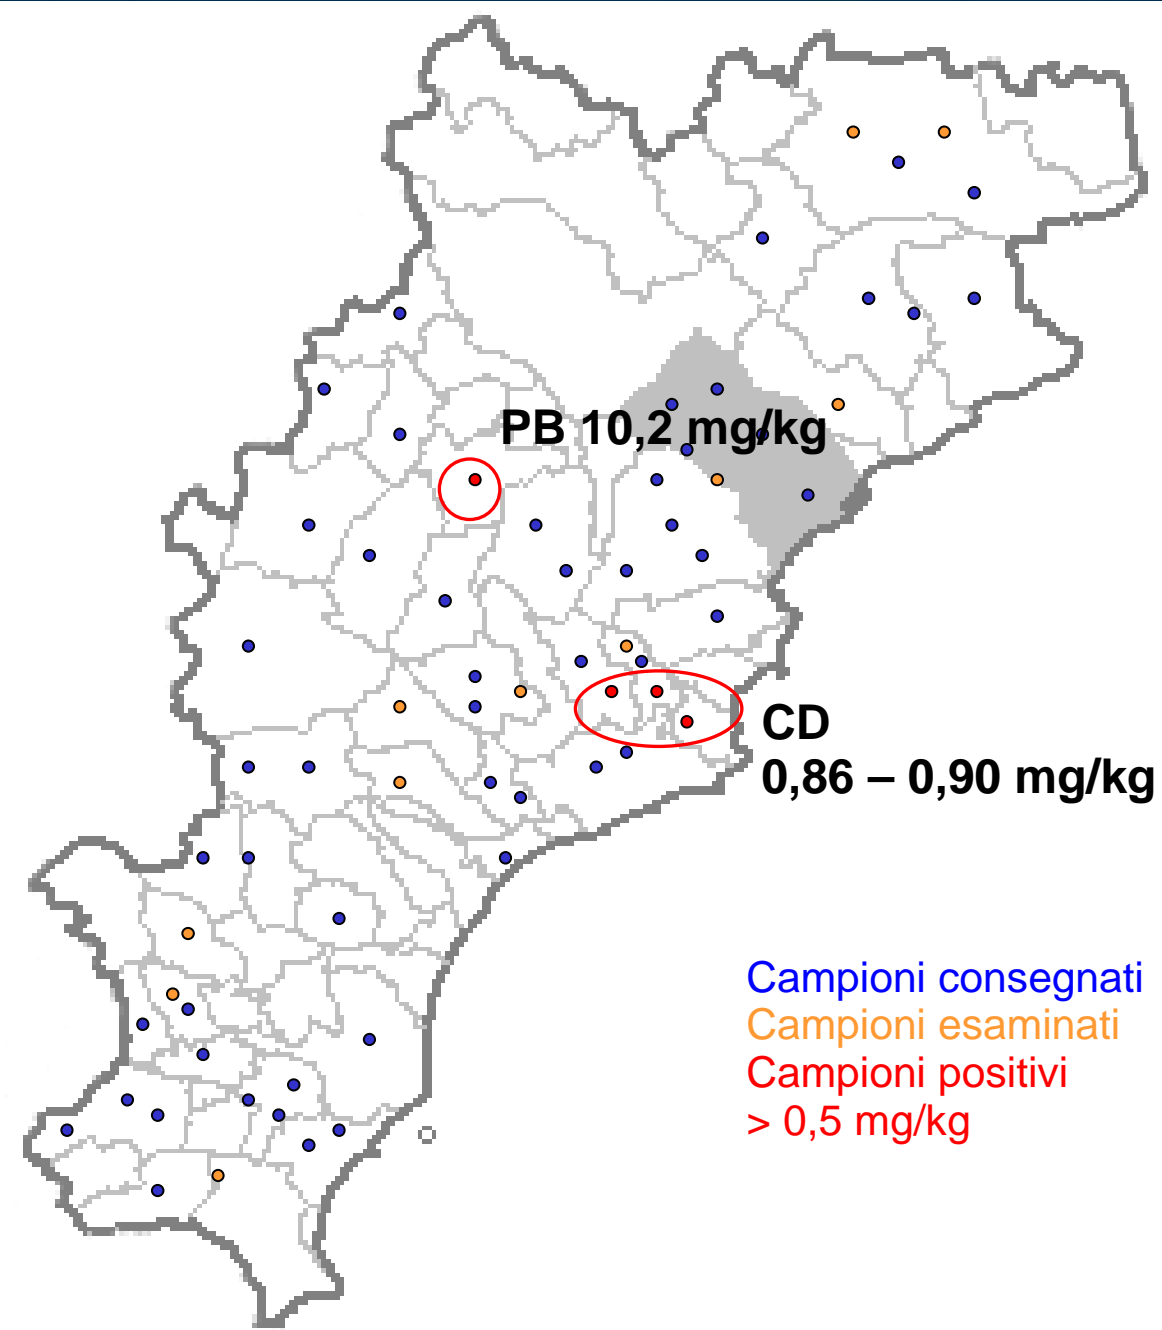 PB 10,2 mg/kg
CD
0,86 – 0,90 mg/kg
Campioni consegnati
Campioni esaminati
Campioni positivi
> 0,5 mg/kg